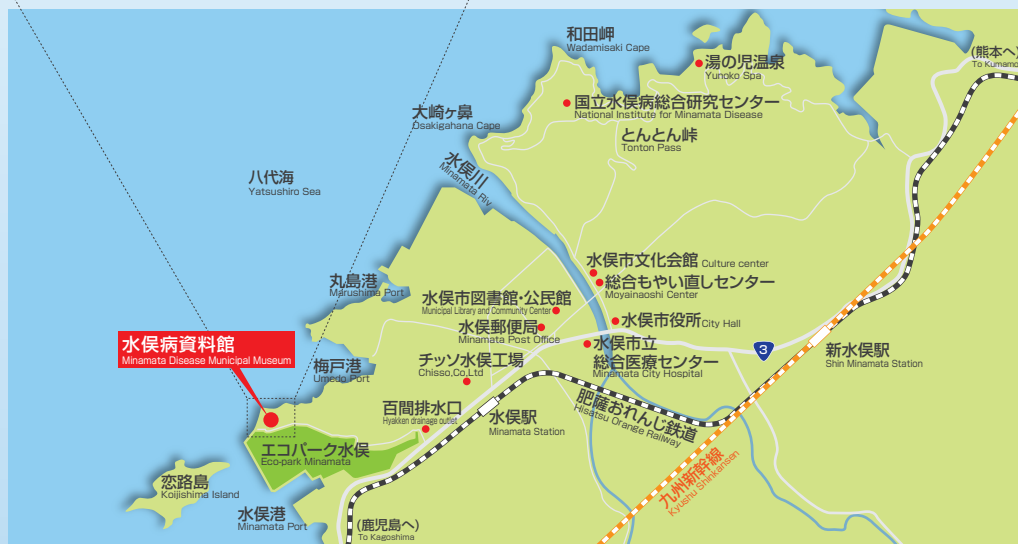 和田岬
Wadamisaki Cape
湯の児温泉
Yunoko Spa
(熊本へ)
To Kumamo
国立水俣病総合研究センター
National Institute for Minamata Disease
大崎ヶ鼻
Osakigahana Cape
とんとん峠
Tonton Pass
水俣川
Minamata Riv
八代海
Yatsushiro Sea
水俣市文化会館 Culture center
総合もやい直しセンター
Moyainaoshi Center
丸島港
Marushima Port
水俣市図書館・公民館
Municipal Library and Community Center
水俣郵便局
Minamata Post Office
水俣市役所 City Hall
水俣病資料館
Minamata Disease Municipal Museum
梅戸港
Umedo Port
チッソ水俣工場
Chisso,Co.Ltd
水俣市立
総合医療センター
Minamata City Hospital
3
新水俣駅
Shin Minamata Station
百間排水口
Hyakken drainage outlet
水俣駅
Minamata Station
肥薩おれんじ鉄道
Hisatsu Orange Railway
エコパーク水俣
Eco-park Minamata
九州新幹線
Kyushu Shinkansen
恋路島
Koijishima Island
水俣港
Minamata Port
(鹿児島へ)
To Kagoshima